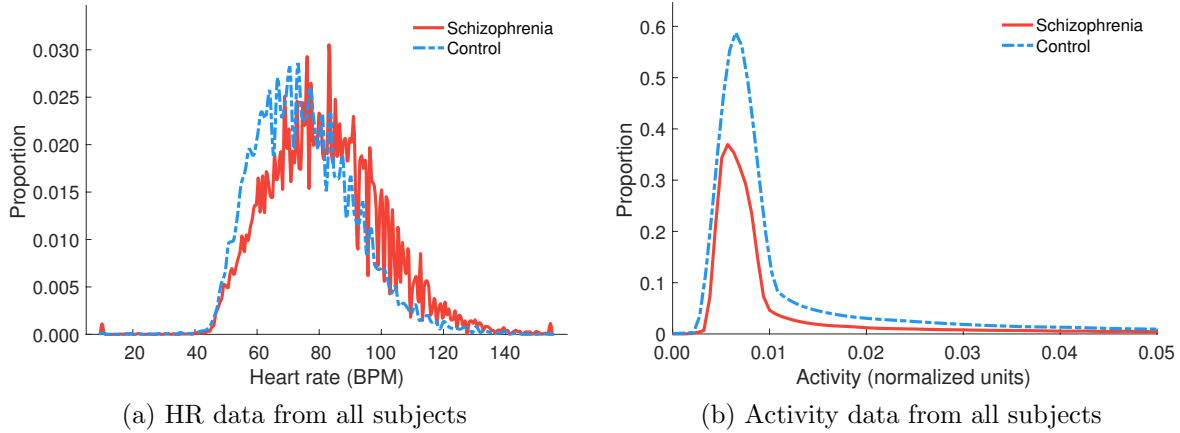 Schizophrenia
Control
0.030
0.025
0.020
0.015
0.010
0.005
0.000
Proportion
20 40 60 80 100 120 140
Heart rate (BPM)
(a) HR data from all subjects
Schizophrenia
Control
0.6
0.5
0.4
0.3
0.2
0.1
0
Proportion
0.00 0.01 0.02 0.03 0.04 0.05
Activity (normalized units)
(b) Activity data from all subjects